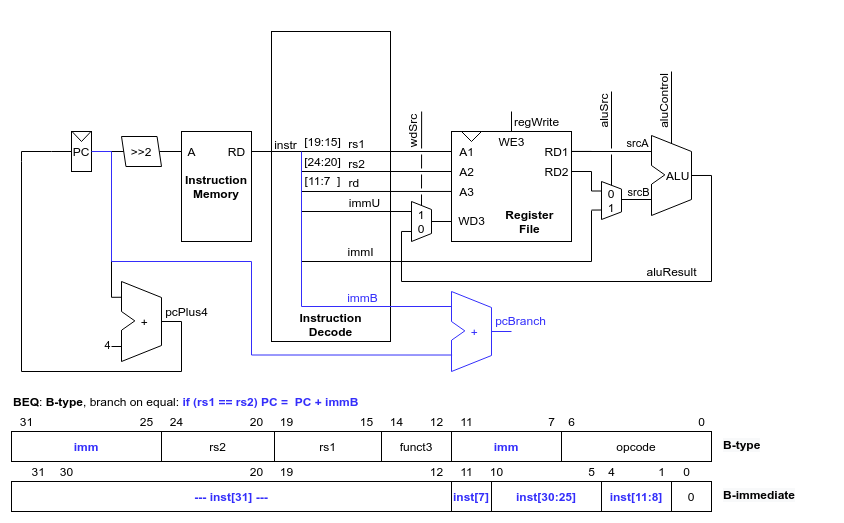 wdSrc
aluSrc
aluControl
regWrite
PC
>>2
A RD
Instruction
Memory
instr
[19:15] rs1
[24:20] rs2
[11:7 ] rd
immU
immI
immB
Instruction
Decode
1
0
WE3
A1 RD1
A2 RD2
A3
WD3
Register
File
0
1
srcA
srcB
ALU
aluResult
pcPlus4
+
4
+
pcBranch
BEQ: B-type, branch on equal: if (rs1 == rs2) PC = PC + immB
31 25 24 20 19 15 14 12 11 7 6 0
imm rs2 rs1 funct3 imm opcode B-type
31 30 20 19 12 11 10 5 4 1 0
--- inst[31] --- inst[7] inst[30:25] inst[11:8] 0 B-immediate